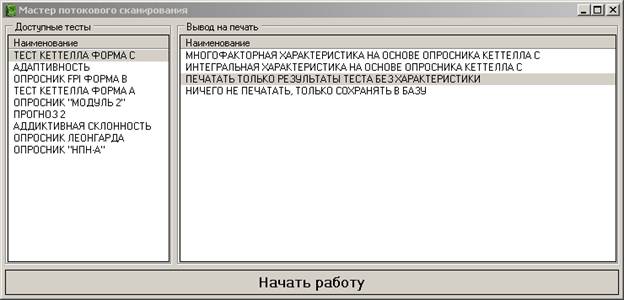 Мастер потокового сканирования
Доступные тесты
Наименование
ТЕСТ КЕТТЕЛЛА ФОРМА С
АДАПТИВНОСТЬ
ОПРОСНИК FPI ФОРМА B
ТЕСТ КЕТТЕЛЛА ФОРМА А
ОПРОСНИК "МОДУЛЬ 2"
ПРОГНОЗ 2
АДДИКТИВНАЯ СКЛОННОСТЬ
ОПРОСНИК ЛЕОНГАРДА
ОПРОСНИК "НПН-А"
Вывод на печать
Наименование
МНОГОФАКТОРНАЯ ХАРАКТЕРИСТИКА НА ОСНОВЕ ОПРОСНИКА КЕТТЕЛЛА С
ИНТЕГРАЛЬНАЯ ХАРАКТЕРИСТИКА НА ОСНОВЕ ОПРОСНИКА КЕТТЕЛЛА С
ПЕЧАТАТЬ ТОЛЬКО РЕЗУЛЬТАТЫ ТЕСТА БЕЗ ХАРАКТЕРИСТИКИ
НИЧЕГО НЕ ПЕЧАТАТЬ, ТОЛЬКО СОХРАНЯТЬ В БАЗУ
Начать работу